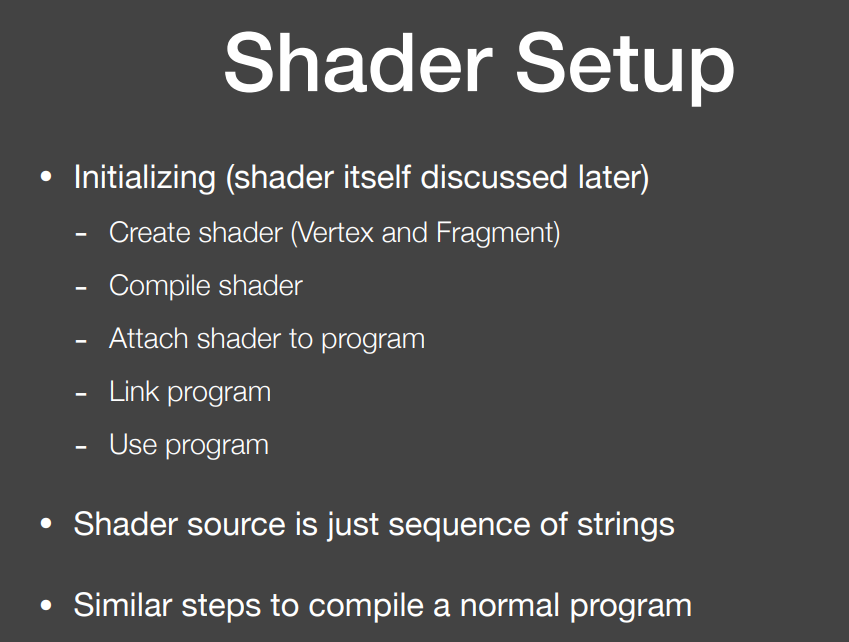 Shader Setup
• Initializing (shader itself discussed later)
- Create shader (Vertex and Fragment)
- Compile shader
- Attach shader to program
- Link program
- Use program
• Shader source is just sequence of strings
• Similar steps to compile a normal program